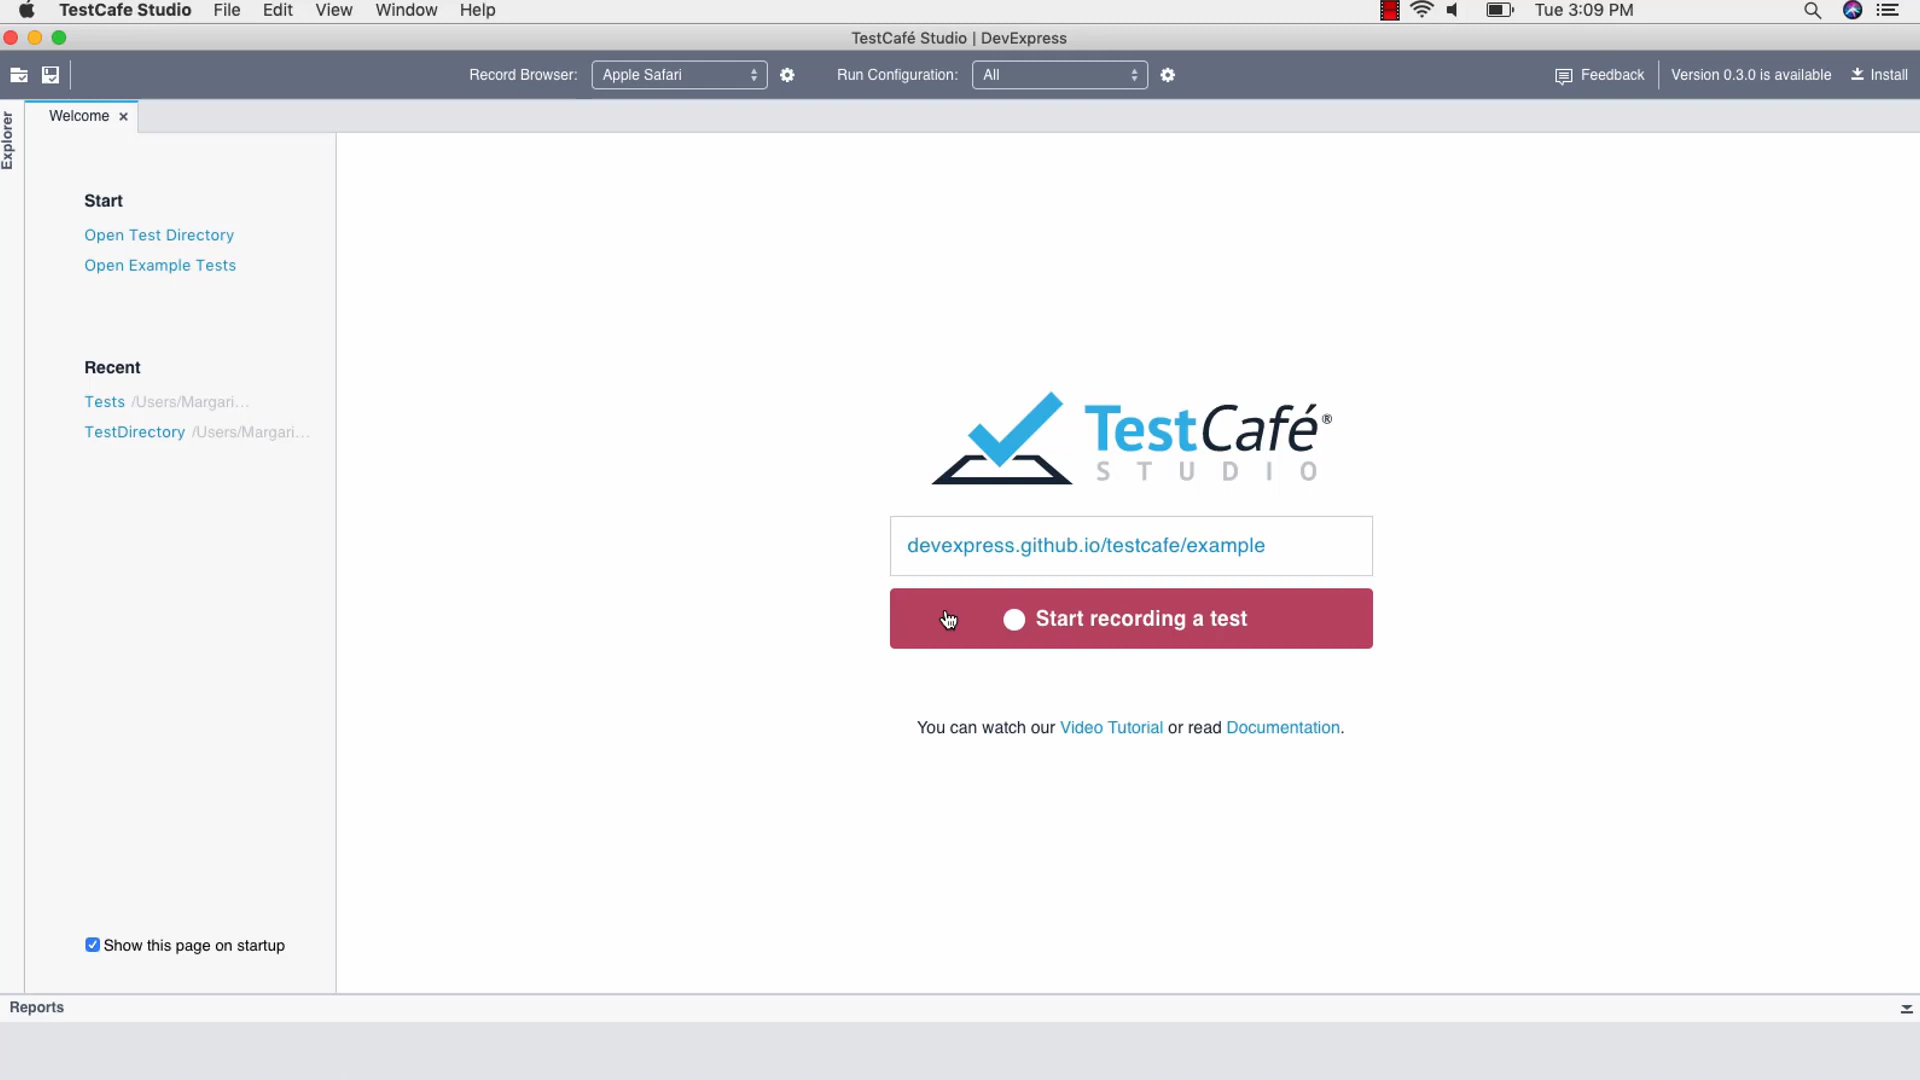 TestCafe Studio File Edit View Window Help Tue 3:09 PM
TestCafé Studio | DevExpress
Record Browser: Apple Safari Run Configuration: All Feedback Version 0.3.0 is available Install
Explorer
Welcome ×
Start
Open Test Directory
Open Example Tests
Recent
Tests /Users/Margari...
TestDirectory /Users/Margari...
TestCafé®
STUDIO
devexpress.github.io/testcafe/example
Start recording a test
You can watch our Video Tutorial or read Documentation.
Show this page on startup
Reports